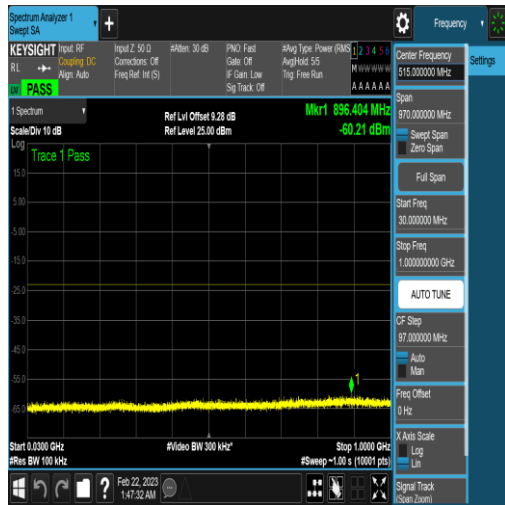 Spectrum Analyzer 1
Swept SA
Frequency
KEYSIGHT
RL
PASS
Input: RF
Coupling: DC
Align: Auto
Input Z: 50 Ω
Corrections: Off
Freq Ref: Int (S)
#Atten: 30 dB
PNO: Fast
Gate: Off
IF Gain: Low
Sig Track: Off
#Avg Type: Power (RMS
Avg|Hold: 5/5
Trig: Free Run
1 2 3 4 5 6
M W W W W W
A A A A A A
1 Spectrum
Scale/Div 10 dB
Ref Lvl Offset 9.28 dB
Ref Level 25.00 dBm
Mkr1 896.404 MHz
-60.21 dBm
Log
Trace 1 Pass
15.0
5.00
-5.00
-15.0
-25.0
-35.0
-45.0
-55.0
-65.0
1
Start 0.0300 GHz
#Res BW 100 kHz
#Video BW 300 kHz*
Stop 1.0000 GHz
#Sweep ~1.00 s (10001 pts)
Feb 22, 2023
1:47:32 AM
Center Frequency
515.000000 MHz
Settings
Span
970.000000 MHz
Swept Span
Zero Span
Full Span
Start Freq
30.000000 MHz
Stop Freq
1.000000000 GHz
AUTO TUNE
CF Step
97.000000 MHz
Auto
Man
Freq Offset
0 Hz
X Axis Scale
Log
Lin
Signal Track
(Span Zoom)